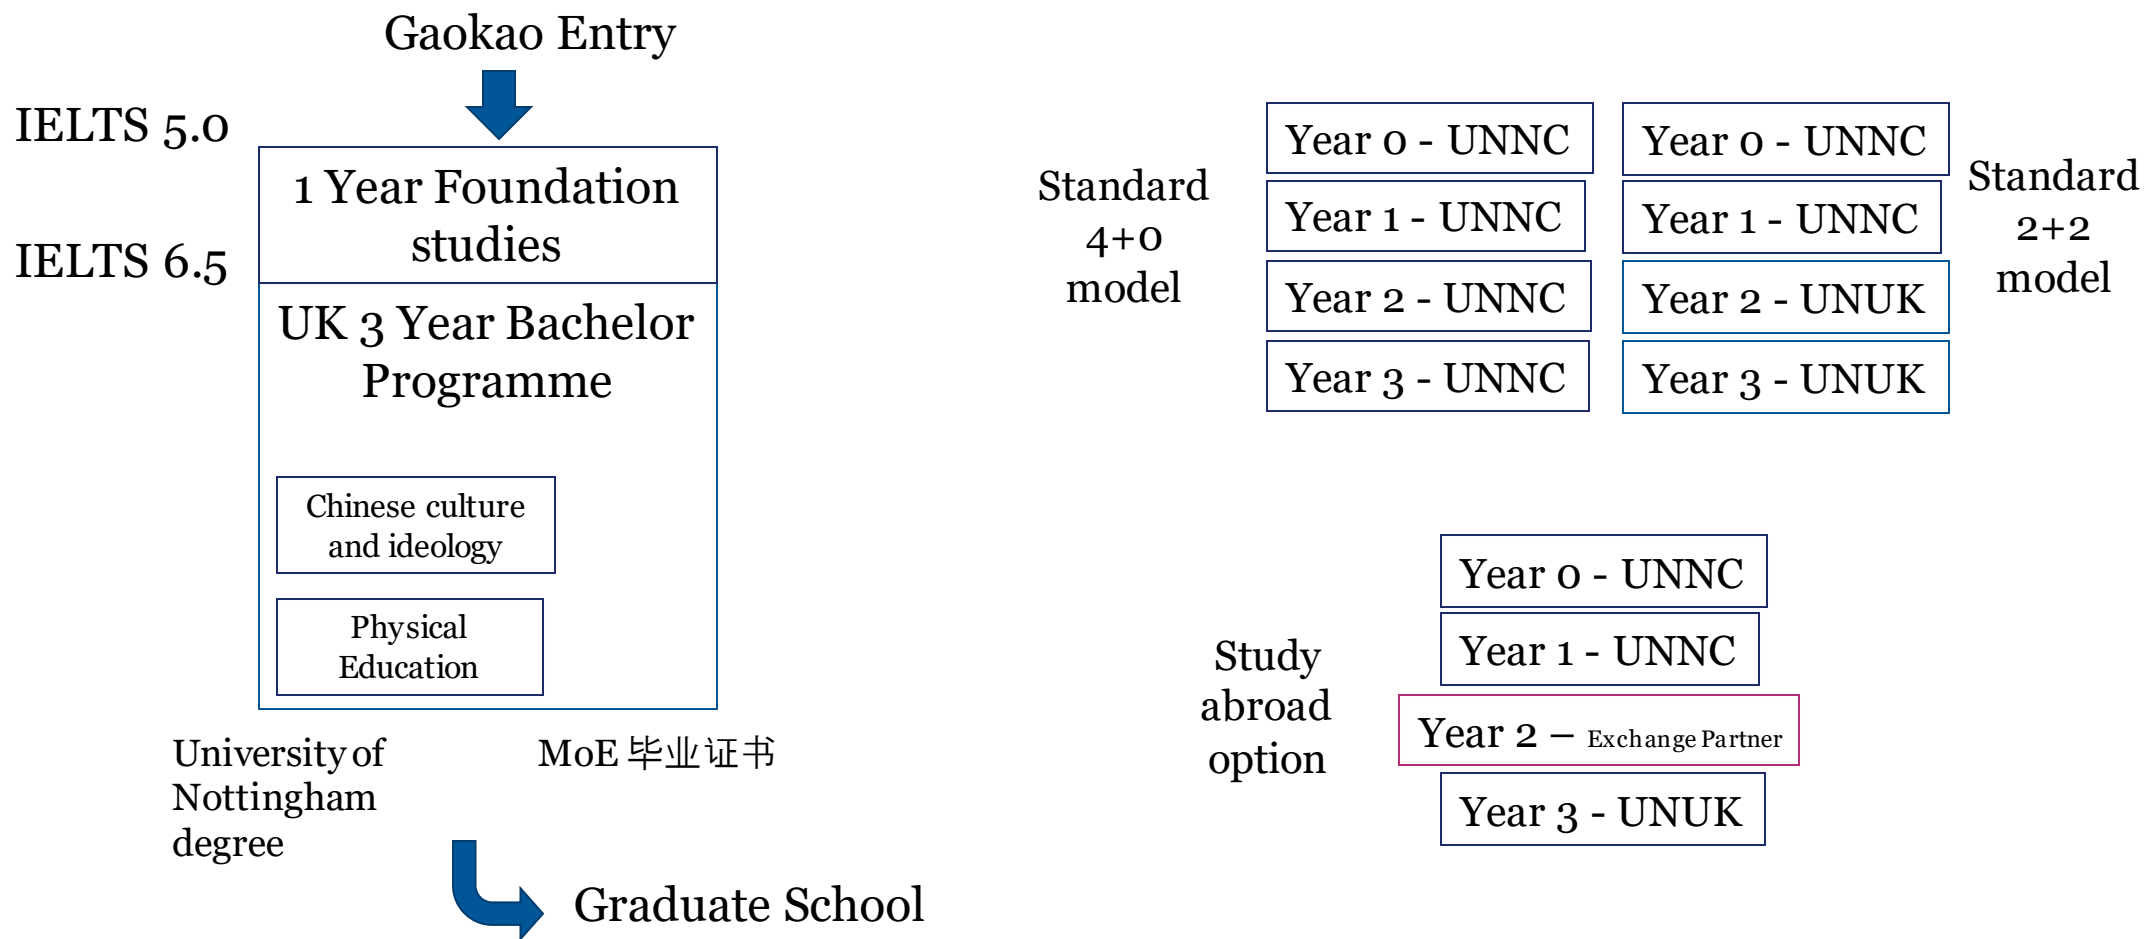 Gaokao Entry
IELTS 5.0
1 Year Foundation
studies
IELTS 6.5
UK 3 Year Bachelor
Programme
Chinese culture
and ideology
Physical
Education
University of
Nottingham
degree
MoE 毕业证书
Graduate School
Standard
4+0
model
Year 0 - UNNC
Year 1 - UNNC
Year 2 - UNNC
Year 3 - UNNC
Year 0 - UNNC
Year 1 - UNNC
Year 2 - UNUK
Year 3 - UNUK
Standard
2+2
model
Study
abroad
option
Year 0 - UNNC
Year 1 - UNNC
Year 2 – Exchange Partner
Year 3 - UNUK